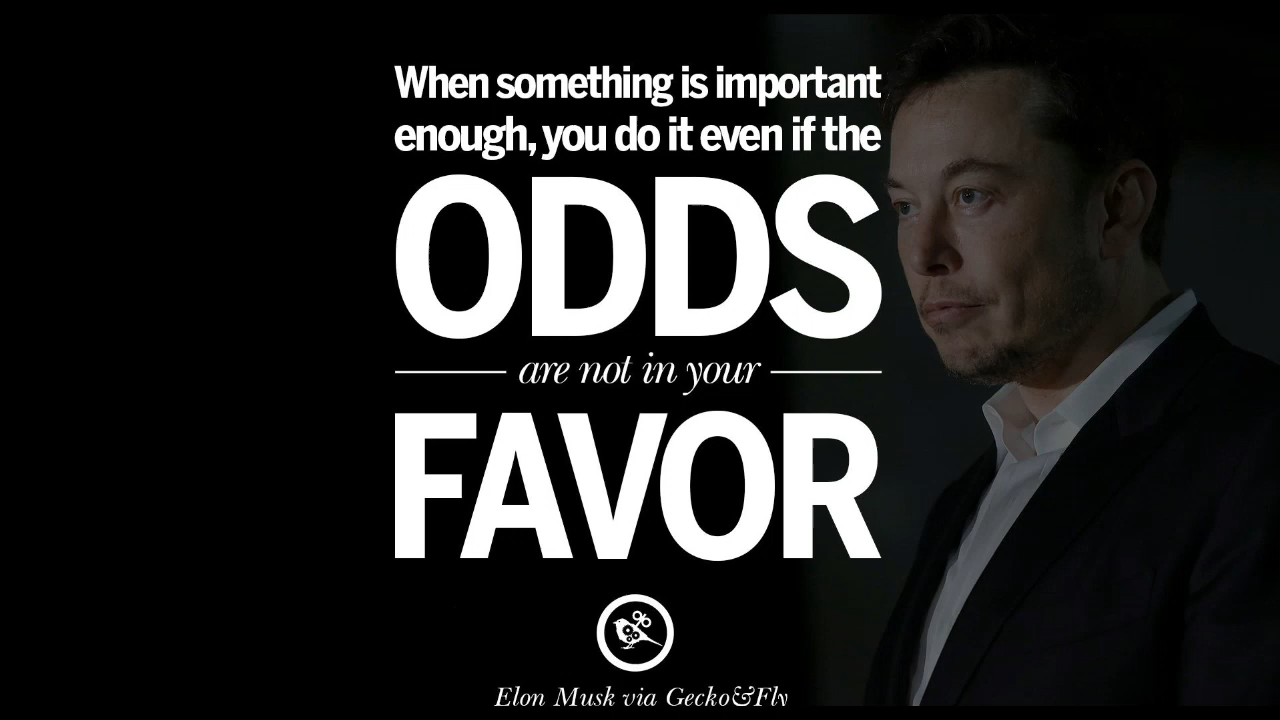 When something is important
enough, you do it even if the
ODDS
are not in your
FAVOR
Elon Musk via Gecko&Fly